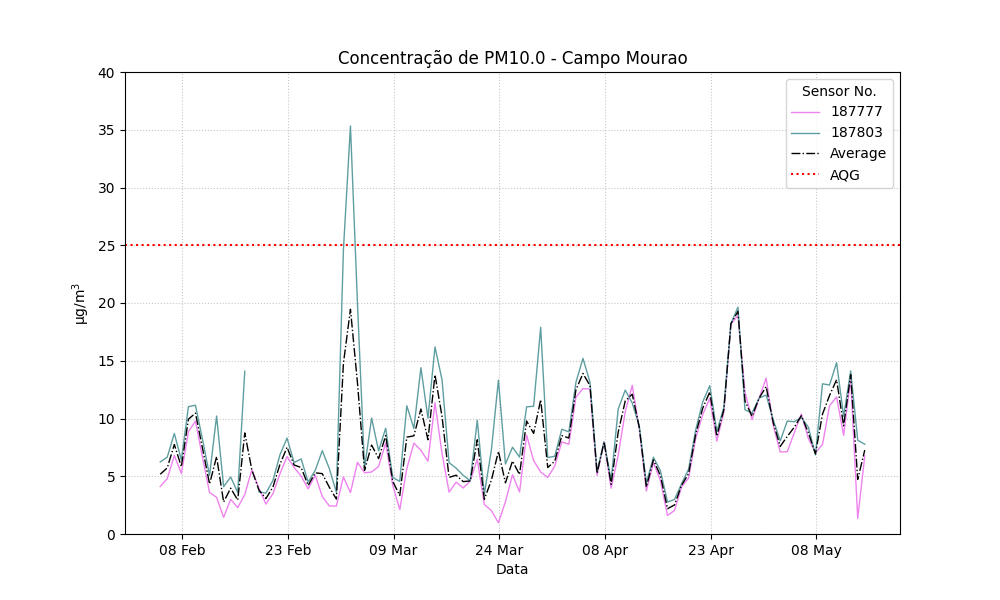 Concentração de PM10.0 - Campo Mourao
40
35
30
25
20
15
10
5
0
µg/m³
Sensor No.
187777
187803
Average
AQG
08 Feb
23 Feb
09 Mar
24 Mar
08 Apr
23 Apr
08 May
Data